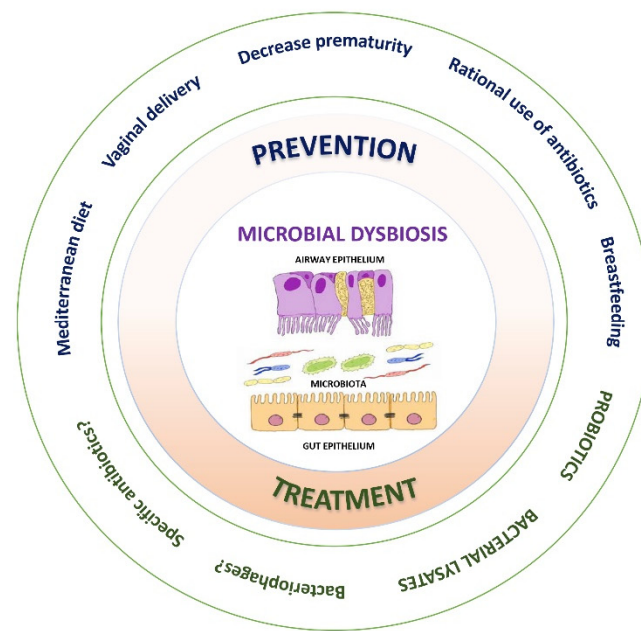 Mediterranean diet
Vaginal delivery
Decrease prematurity
Rational use of antibiotics
Breastfeeding
PREVENTION
MICROBIAL DYSBIOSIS
AIRWAY EPITHELIUM
MICROBIOTA
GUT EPITHELIUM
TREATMENT
PROBIOTICS
BACTERIAL LYSATES
Bacteriophages?
Specific antibiotics?